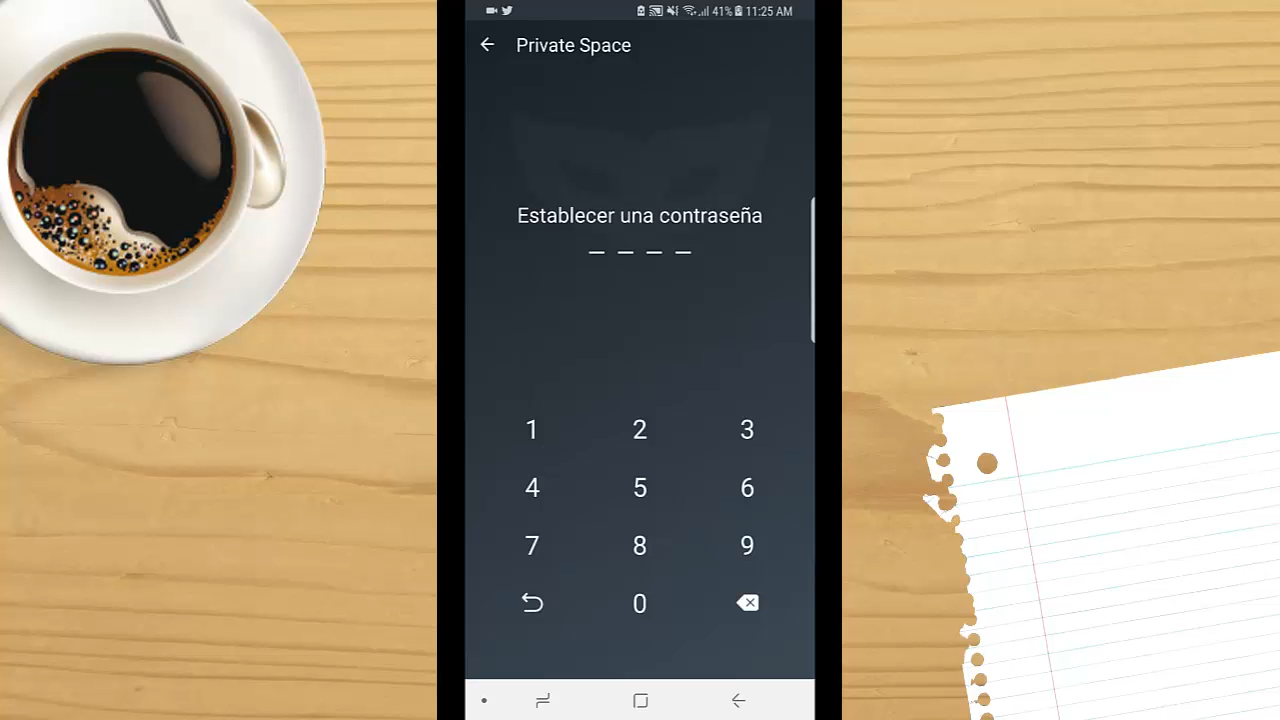 41% 11:25 AM
Private Space
Establecer una contraseña
1 2 3
4 5 6
7 8 9
0